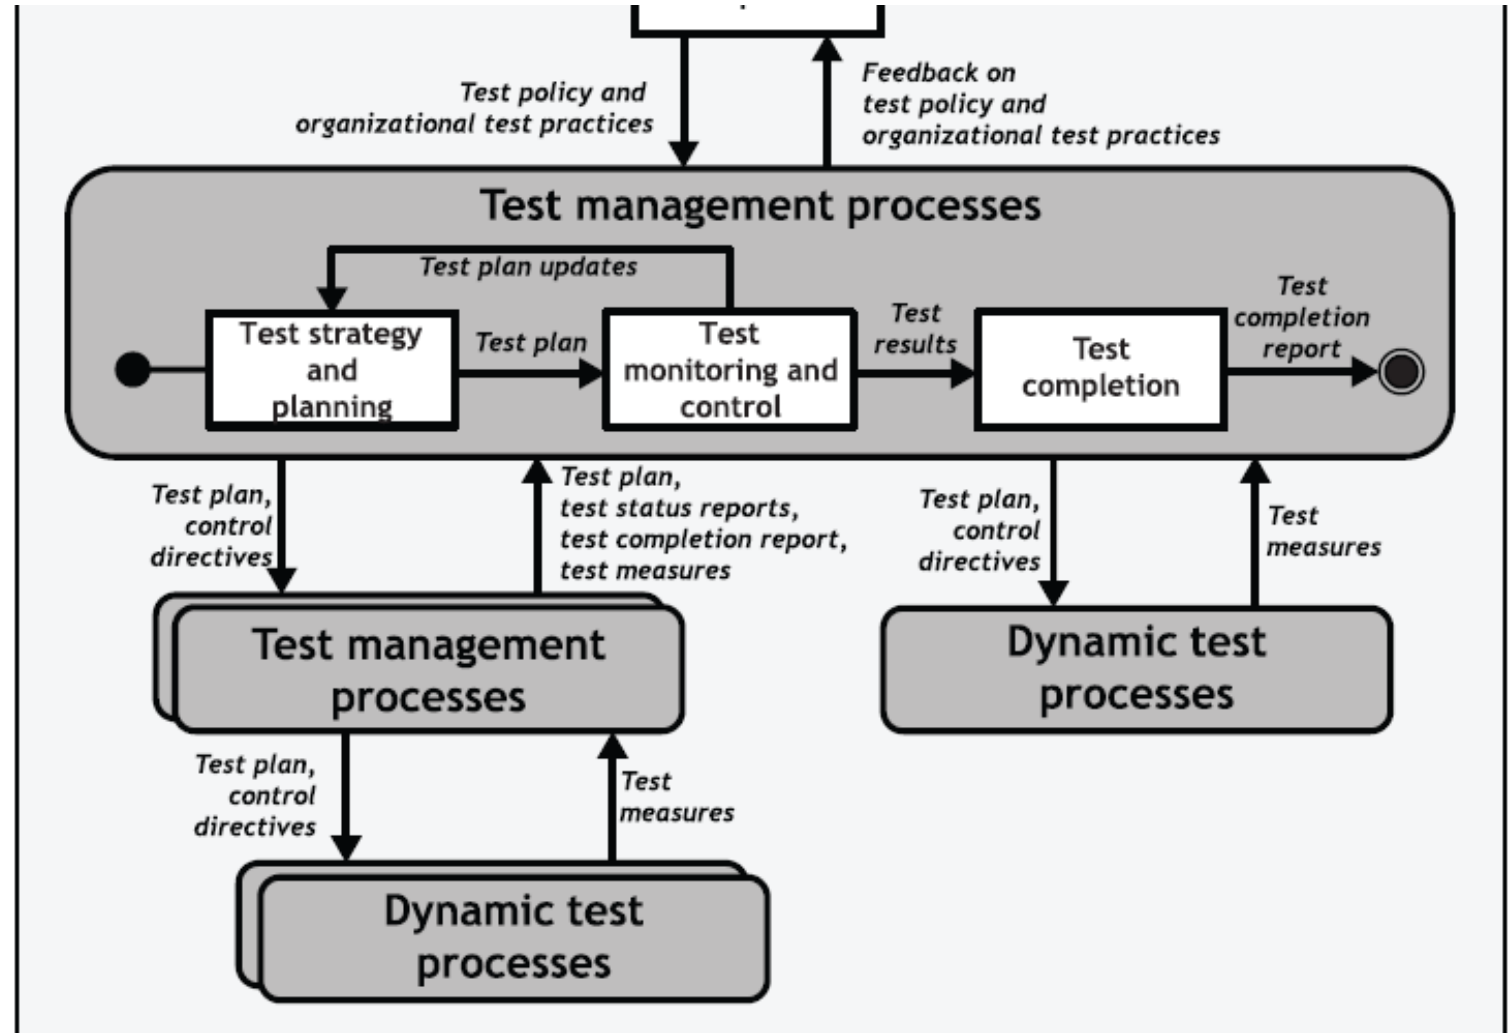 Test policy and
organizational test practices
Feedback on
test policy and
organizational test practices
Test management processes
Test plan updates
Test strategy
and
planning
Test plan
Test
monitoring and
control
Test
results
Test
completion
Test
completion
report
Test plan,
control
directives
Test plan,
test status reports,
test completion report,
test measures
Test plan,
control
directives
Test
measures
Test management
processes
Dynamic test
processes
Test plan,
control
directives
Test
measures
Dynamic test
processes